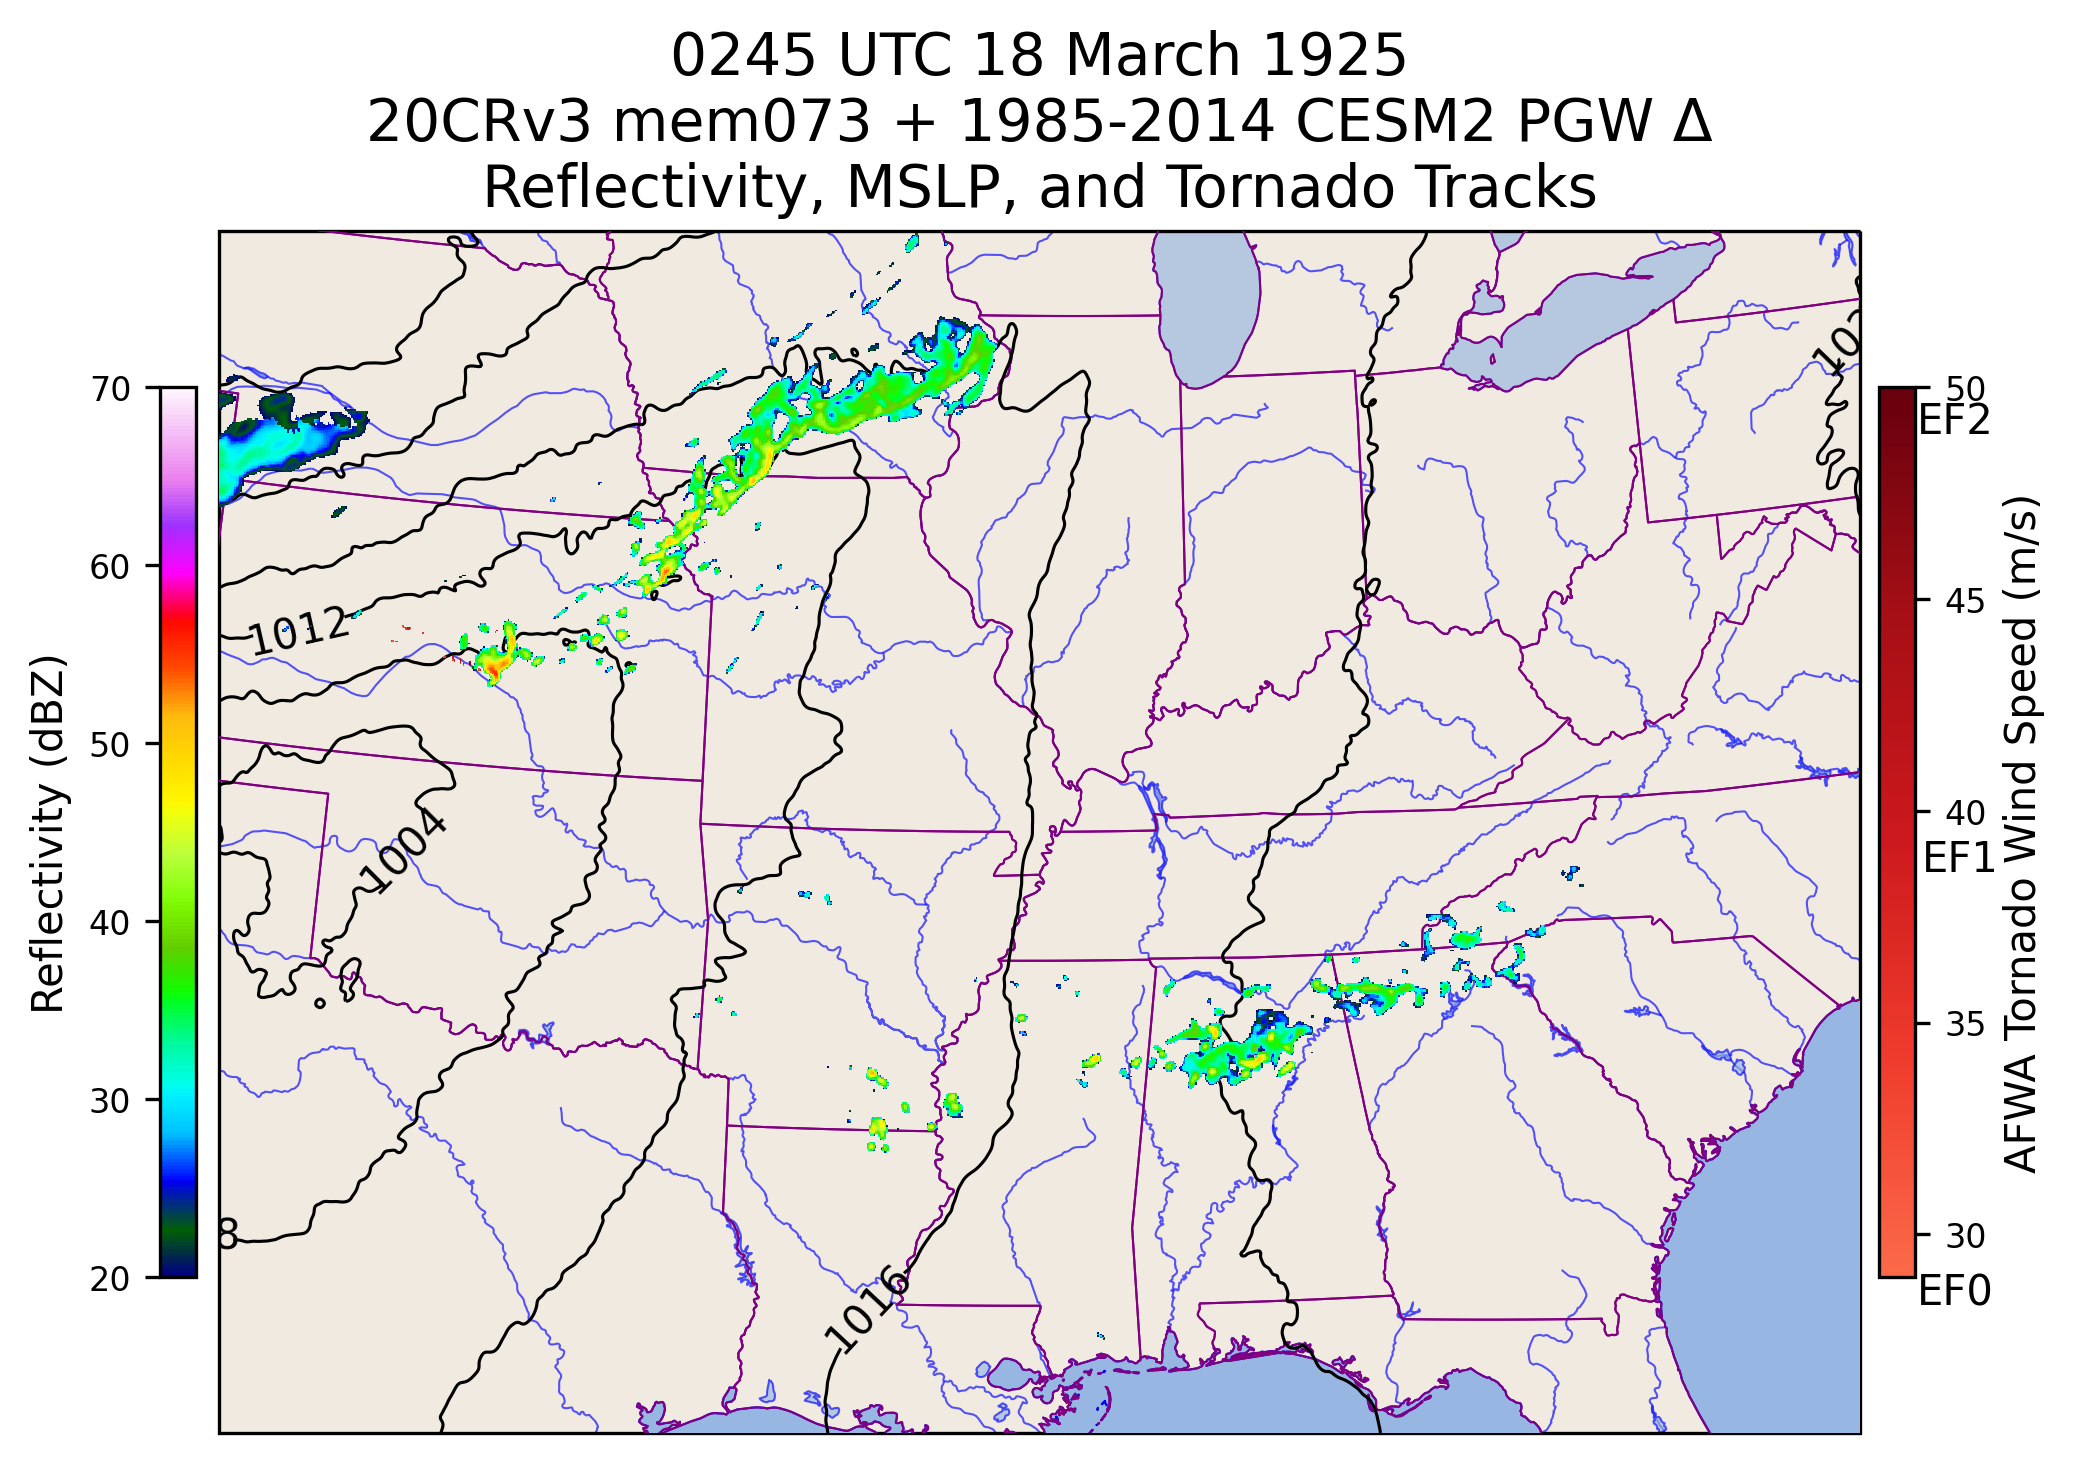 0245 UTC 18 March 1925
20CRv3 mem073 + 1985-2014 CESM2 PGW Δ
Reflectivity, MSLP, and Tornado Tracks
70
60
50
40
30
20
Reflectivity (dBZ)
1012
1004
8
1016
50
EF2
45
40
EF1
35
30
EF0
AFWA Tornado Wind Speed (m/s)